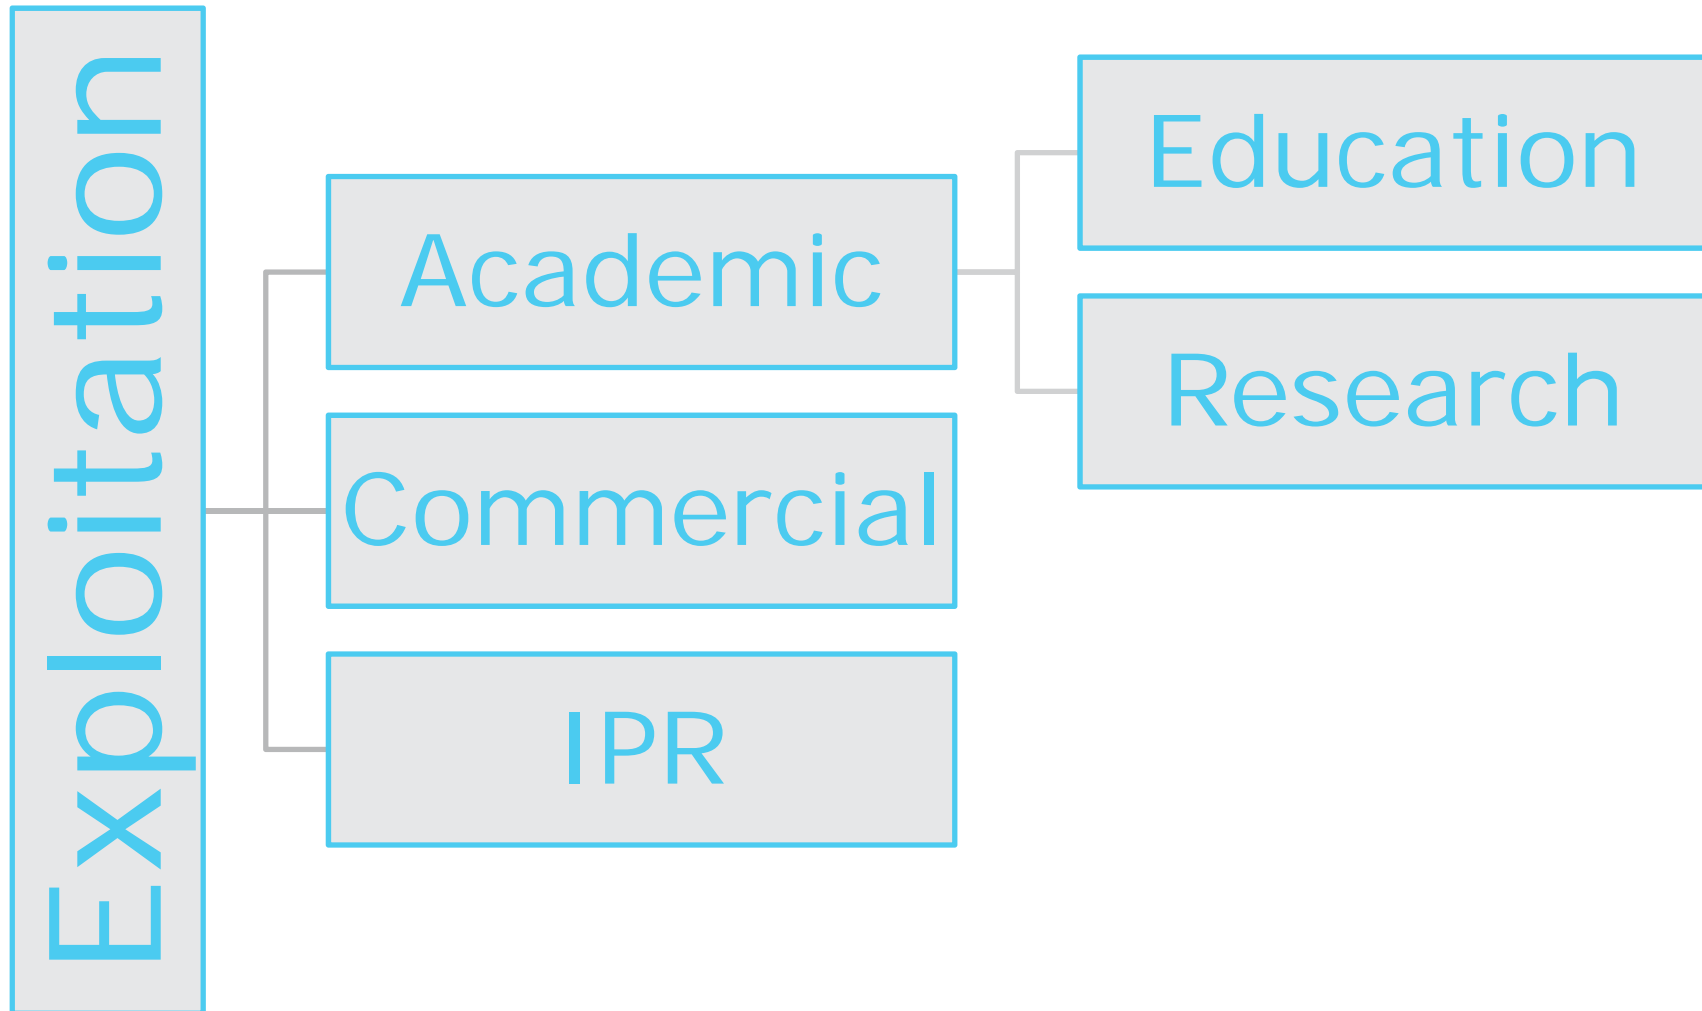 Exploitation
Academic
Education
Research
Commercial
IPR